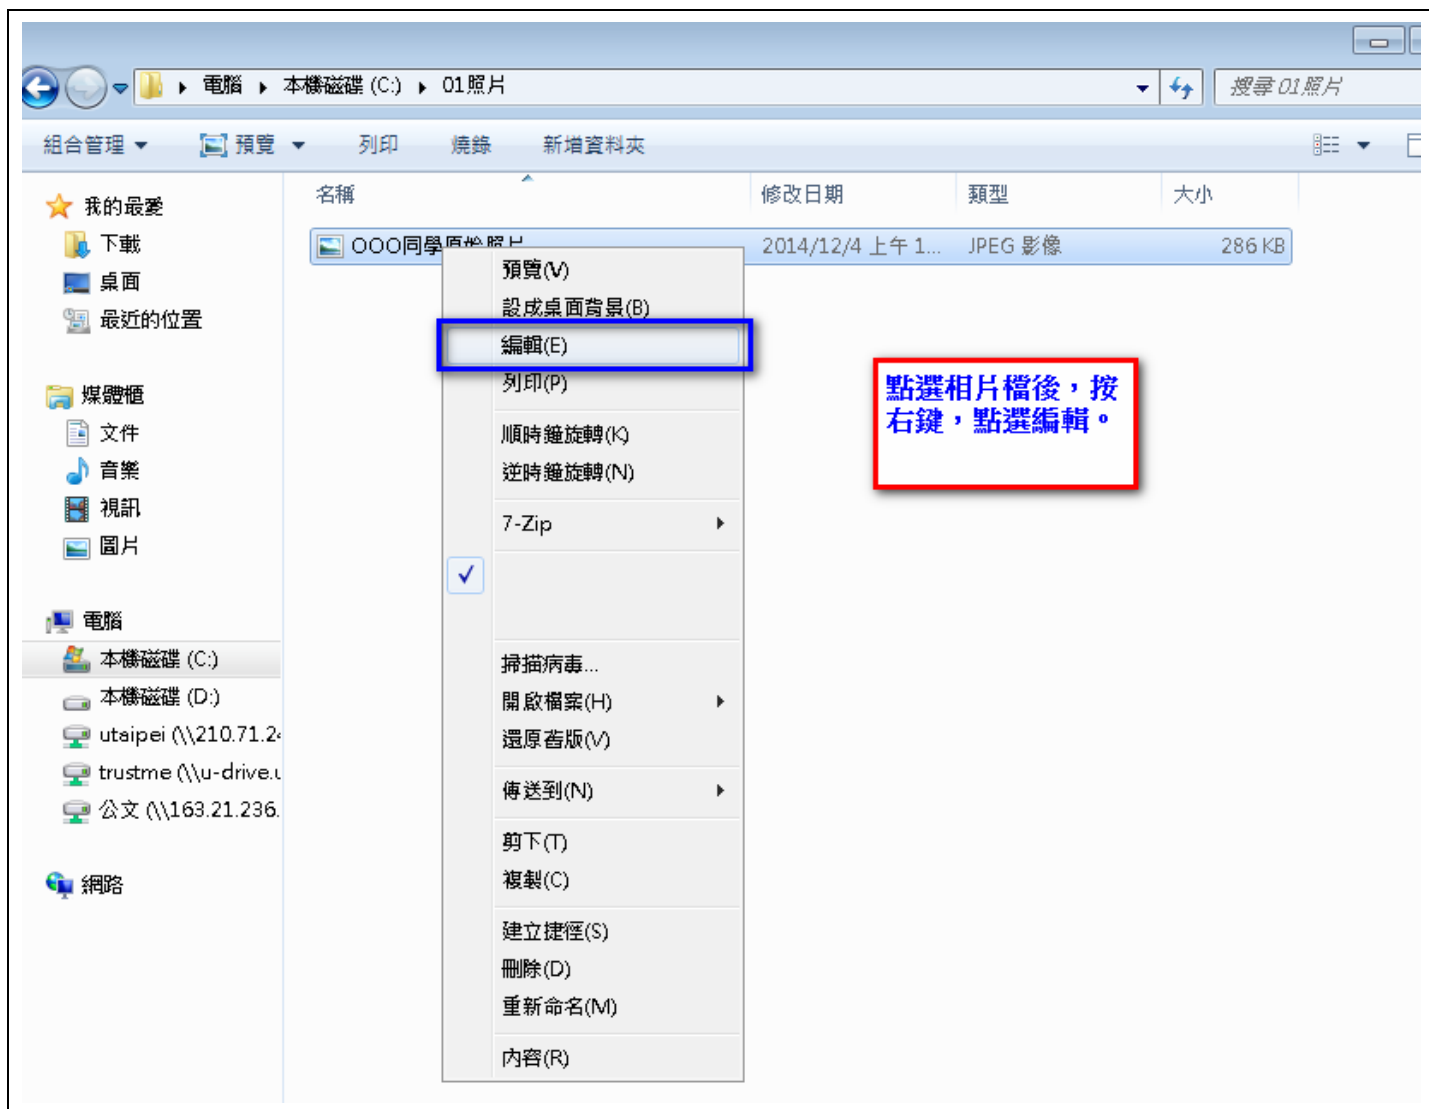 電腦 ▸ 本機磁碟 (C:) ▸ 01照片
搜尋 01照片
組合管理 預覽 列印 燒錄 新增資料夾
名稱 修改日期 類型 大小
OOO同學原始照片 2014/12/4 上午 1... JPEG 影像 286 KB
我的最愛
下載
桌面
最近的位置
媒體櫃
文件
音樂
視訊
圖片
電腦
本機磁碟 (C:)
本機磁碟 (D:)
utaipei (\\210.71.2
trustme (\\u-drive.u
公文 (\\163.21.236.
網路
預覽(V)
設成桌面背景(B)
編輯(E)
列印(P)
順時鐘旋轉(K)
逆時鐘旋轉(N)
7-Zip
掃描病毒...
開啟檔案(H)
還原舊版(V)
傳送到(N)
剪下(T)
複製(C)
建立捷徑(S)
刪除(D)
重新命名(M)
內容(R)
點選相片檔後，按
右鍵，點選編輯。